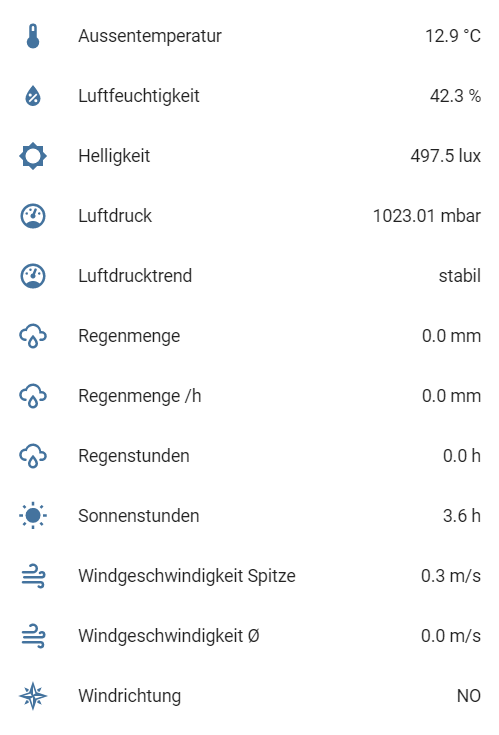 Aussentemperatur 12.9 °C
Luftfeuchtigkeit 42.3 %
Helligkeit 497.5 lux
Luftdruck 1023.01 mbar
Luftdrucktrend stabil
Regenmenge 0.0 mm
Regenmenge /h 0.0 mm
Regenstunden 0.0 h
Sonnenstunden 3.6 h
Windgeschwindigkeit Spitze 0.3 m/s
Windgeschwindigkeit Ø 0.0 m/s
Windrichtung NO